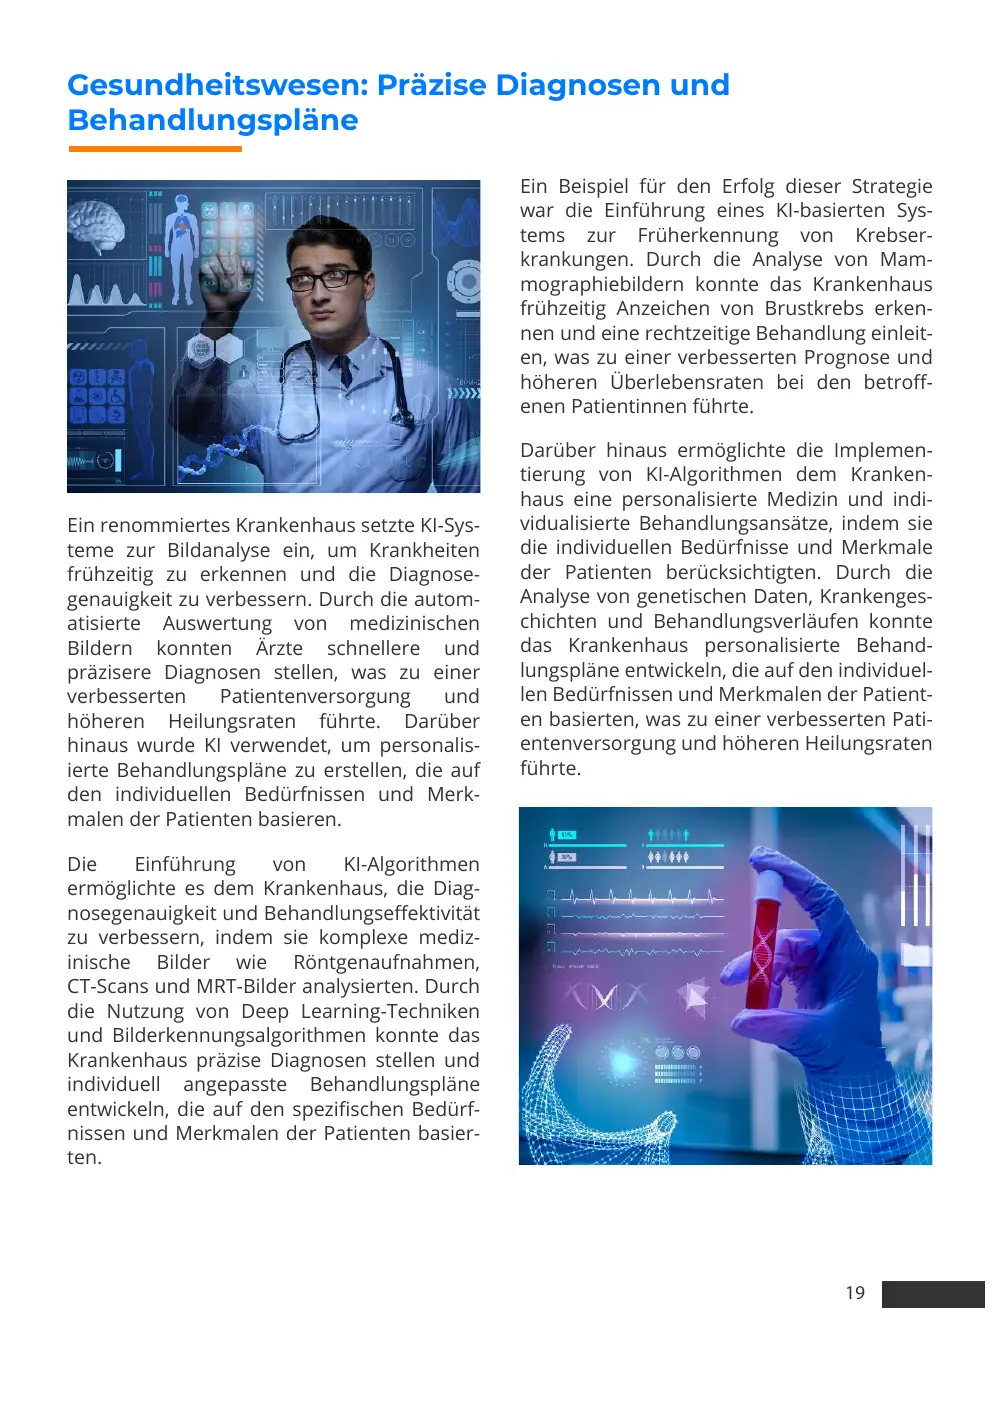 Gesundheitswesen: Präzise Diagnosen und
Behandlungspläne
Ein renommiertes Krankenhaus setzte KI-Sys-
teme zur Bildanalyse ein, um Krankheiten
frühzeitig zu erkennen und die Diagnose-
genauigkeit zu verbessern. Durch die autom-
atisierte Auswertung von medizinischen
Bildern konnten Ärzte schnellere und
präzisere Diagnosen stellen, was zu einer
verbesserten Patientenversorgung und
höheren Heilungsraten führte. Darüber
hinaus wurde KI verwendet, um personalis-
ierte Behandlungspläne zu erstellen, die auf
den individuellen Bedürfnissen und Merk-
malen der Patienten basieren.
Die Einführung von KI-Algorithmen
ermöglichte es dem Krankenhaus, die Diag-
nosegenauigkeit und Behandlungseffektivität
zu verbessern, indem sie komplexe mediz-
inische Bilder wie Röntgenaufnahmen,
CT-Scans und MRT-Bilder analysierten. Durch
die Nutzung von Deep Learning-Techniken
und Bilderkennungsalgorithmen konnte das
Krankenhaus präzise Diagnosen stellen und
individuell angepasste Behandlungspläne
entwickeln, die auf den spezifischen Bedürf-
nissen und Merkmalen der Patienten basier-
ten.
Ein Beispiel für den Erfolg dieser Strategie
war die Einführung eines KI-basierten Sys-
tems zur Früherkennung von Krebser-
krankungen. Durch die Analyse von Mam-
mographiebildern konnte das Krankenhaus
frühzeitig Anzeichen von Brustkrebs erken-
nen und eine rechtzeitige Behandlung einleit-
en, was zu einer verbesserten Prognose und
höheren Überlebensraten bei den betroff-
enen Patientinnen führte.
Darüber hinaus ermöglichte die Implemen-
tierung von KI-Algorithmen dem Kranken-
haus eine personalisierte Medizin und indi-
vidualisierte Behandlungsansätze, indem sie
die individuellen Bedürfnisse und Merkmale
der Patienten berücksichtigten. Durch die
Analyse von genetischen Daten, Krankenges-
chichten und Behandlungsverläufen konnte
das Krankenhaus personalisierte Behand-
lungspläne entwickeln, die auf den individuel-
len Bedürfnissen und Merkmalen der Patient-
en basierten, was zu einer verbesserten Pati-
entenversorgung und höheren Heilungsraten
führte.
19